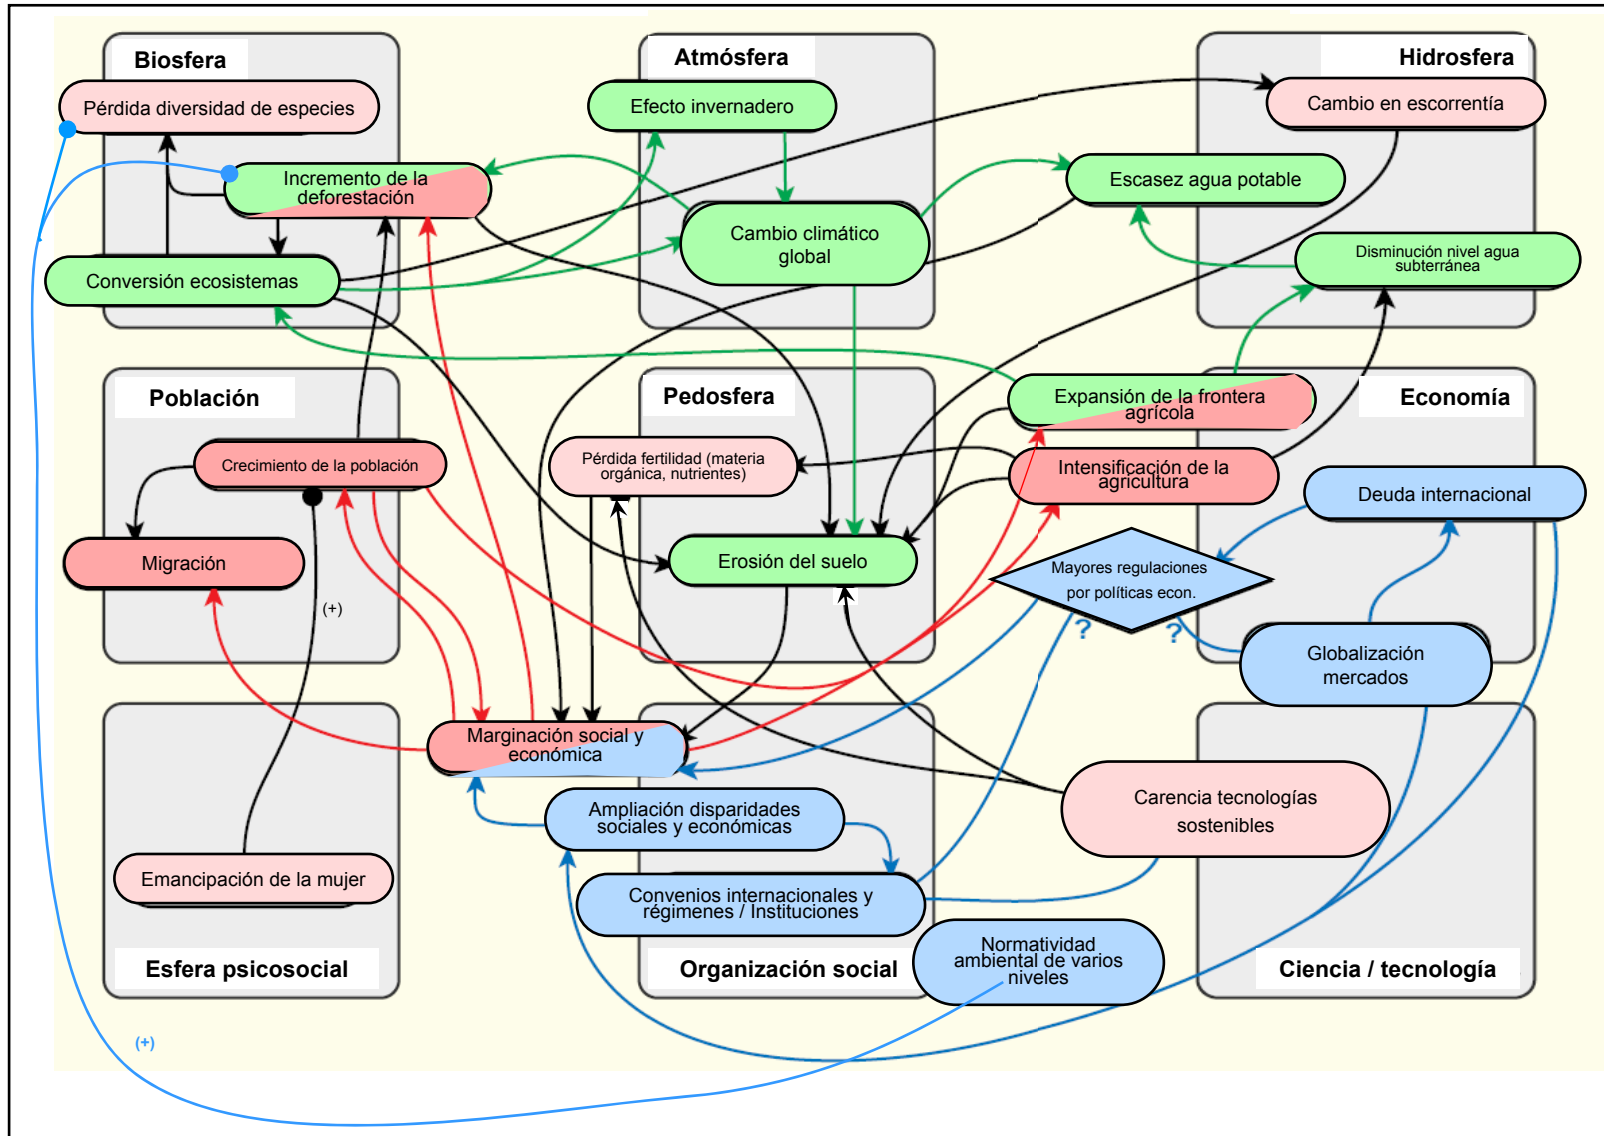 Biosfera
Pérdida diversidad de especies
Incremento de la
deforestación
Conversión ecosistemas
Atmósfera
Efecto invernadero
Cambio climático
global
Hidrosfera
Cambio en escorrentía
Escasez agua potable
Disminución nivel agua
subterránea
Población
Crecimiento de la población
Migración
(+)
Pedosfera
Pérdida fertilidad (materia
orgánica, nutrientes)
Erosión del suelo
Economía
Expansión de la frontera
agrícola
Intensificación de la
agricultura
Deuda internacional
Mayores regulaciones
por políticas econ.
?
?
Globalización
mercados
Marginación social y
económica
Ampliación disparidades
sociales y económicas
Convenios internacionales y
régimenes / Instituciones
Normatividad
ambiental de varios
niveles
Organización social
Carencia tecnologías
sostenibles
Ciencia / tecnología
Emancipación de la mujer
Esfera psicosocial
(+)